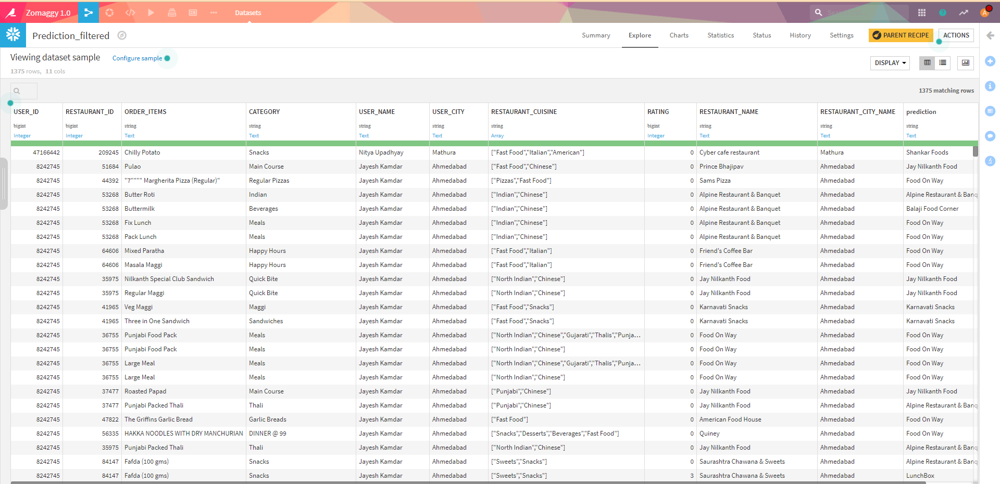 Zomaggy 1.0 Datasets
Prediction_filtered Summary Explore Charts Statistics Status History Settings PARENT RECIPE ACTIONS
Viewing dataset sample Configure sample
1375 rows, 11 cols DISPLAY
1375 matching rows
USER_ID RESTAURANT_ID ORDER_ITEMS CATEGORY USER_NAME USER_CITY RESTAURANT_CUISINE RATING RESTAURANT_NAME RESTAURANT_CITY_NAME prediction
bigint bigint string string string string string bigint string string string
Integer Integer Text Text Text Text Array Integer Text Text Text
47166442 209245 Chilly Potato Snacks Nitya Upadhyay Mathura ["Fast Food","Italian","American"] 0 Cyber cafe restaurant Mathura Shankar Foods
8242745 51684 Pulao Main Course Jayesh Kamdar Ahmedabad ["Fast Food","Chinese"] 0 Prince Bhajipav Ahmedabad Jay Nilkanth Food
8242745 44392 "7"""" Margherita Pizza (Regular)" Regular Pizzas Jayesh Kamdar Ahmedabad ["Pizzas","Fast Food"] 0 Sams Pizza Ahmedabad Food On Way
8242745 53268 Butter Roti Indian Jayesh Kamdar Ahmedabad ["Indian","Chinese"] 0 Alpine Restaurant & Banquet Ahmedabad Alpine Restaurant & Banq
8242745 53268 Buttermilk Beverages Jayesh Kamdar Ahmedabad ["Indian","Chinese"] 0 Alpine Restaurant & Banquet Ahmedabad Balaji Food Corner
8242745 53268 Fix Lunch Meals Jayesh Kamdar Ahmedabad ["Indian","Chinese"] 0 Alpine Restaurant & Banquet Ahmedabad Food On Way
8242745 53268 Pack Lunch Meals Jayesh Kamdar Ahmedabad ["Indian","Chinese"] 0 Alpine Restaurant & Banquet Ahmedabad Food On Way
8242745 64606 Mixed Paratha Happy Hours Jayesh Kamdar Ahmedabad ["Fast Food","Italian"] 0 Friend's Coffee Bar Ahmedabad Food On Way
8242745 64606 Masala Maggi Happy Hours Jayesh Kamdar Ahmedabad ["Fast Food","Italian"] 0 Friend's Coffee Bar Ahmedabad Food On Way
8242745 35975 Nilkanth Special Club Sandwich Quick Bite Jayesh Kamdar Ahmedabad ["North Indian","Chinese"] 0 Jay Nilkanth Food Ahmedabad Jay Nilkanth Food
8242745 35975 Regular Maggi Quick Bite Jayesh Kamdar Ahmedabad ["North Indian","Chinese"] 0 Jay Nilkanth Food Ahmedabad Jay Nilkanth Food
8242745 41965 Veg Maggi Maggi Jayesh Kamdar Ahmedabad ["Fast Food","Snacks"] 0 Karnavati Snacks Ahmedabad Karnavati Snacks
8242745 41965 Three in One Sandwich Sandwiches Jayesh Kamdar Ahmedabad ["Fast Food","Snacks"] 0 Karnavati Snacks Ahmedabad Karnavati Snacks
8242745 36755 Punjabi Food Pack Meals Jayesh Kamdar Ahmedabad ["North Indian","Chinese","Gujarati","Thalis","Punja... 0 Food On Way Ahmedabad Food On Way
8242745 36755 Punjabi Food Pack Meals Jayesh Kamdar Ahmedabad ["North Indian","Chinese"] 0 Food On Way Ahmedabad Food On Way
8242745 36755 Large Meal Meals Jayesh Kamdar Ahmedabad ["North Indian","Chinese","Gujarati","Thalis","Punja... 0 Food On Way Ahmedabad Food On Way
8242745 36755 Large Meal Meals Jayesh Kamdar Ahmedabad ["North Indian","Chinese"] 0 Food On Way Ahmedabad Food On Way
8242745 37477 Roasted Papad Main Course Jayesh Kamdar Ahmedabad ["Punjabi","Chinese"] 0 Jay Nilkanth Food Ahmedabad Jay Nilkanth Food
8242745 37477 Punjabi Packed Thali Thali Jayesh Kamdar Ahmedabad ["Punjabi","Chinese"] 0 Jay Nilkanth Food Ahmedabad Alpine Restaurant & Banq
8242745 47822 The Griffins Garlic Bread Garlic Breads Jayesh Kamdar Ahmedabad ["Fast Food"] 0 American Food House Ahmedabad Food On Way
8242745 56335 HAKKA NOODLES WITH DRY MANCHURIAN DINNER @ 99 Jayesh Kamdar Ahmedabad ["Snacks","Desserts","Beverages","Fast Food"] 0 Quiney Ahmedabad Food On Way
8242745 35975 Punjabi Packed Thali Thali Jayesh Kamdar Ahmedabad ["North Indian","Chinese"] 0 Jay Nilkanth Food Ahmedabad Alpine Restaurant & Banq
8242745 84147 Fafda (100 gms) Snacks Jayesh Kamdar Ahmedabad ["Sweets","Snacks"] 0 Saurashtra Chawana & Sweets Ahmedabad Alpine Restaurant & Banq
8242745 84147 Fafda (100 gms) Snacks Jayesh Kamdar Ahmedabad ["Sweets","Snacks"] 3 Saurashtra Chawana & Sweets Ahmedabad LunchBox